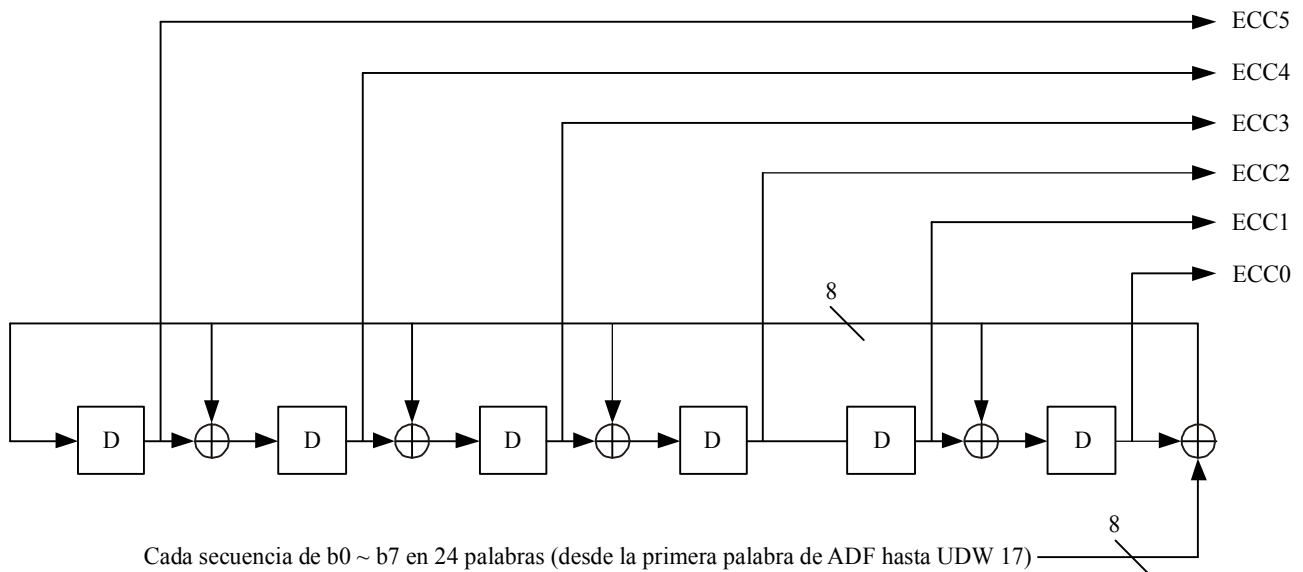 ECC5
ECC4
ECC3
ECC2
ECC1
ECC0
8
D
D
D
D
D
D
8
Cada secuencia de b0 ~ b7 en 24 palabras (desde la primera palabra de ADF hasta UDW 17)